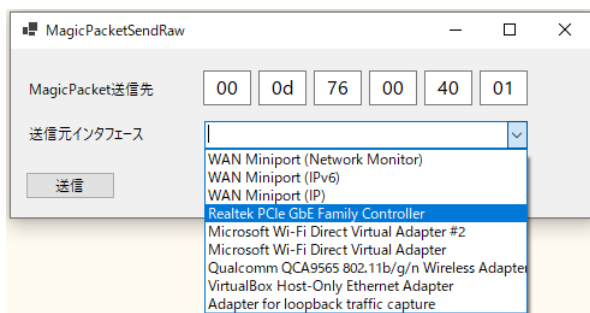 MagicPacketSendRaw
MagicPacket送信先 00 0d 76 00 40 01
送信元インタフェース
WAN Miniport (Network Monitor)
WAN Miniport (IPv6)
WAN Miniport (IP)
送信
Realtek PCIe GbE Family Controller
Microsoft Wi-Fi Direct Virtual Adapter #2
Microsoft Wi-Fi Direct Virtual Adapter
Qualcomm QCA9565 802.11b/g/n Wireless Adapter
VirtualBox Host-Only Ethernet Adapter
Adapter for loopback traffic capture